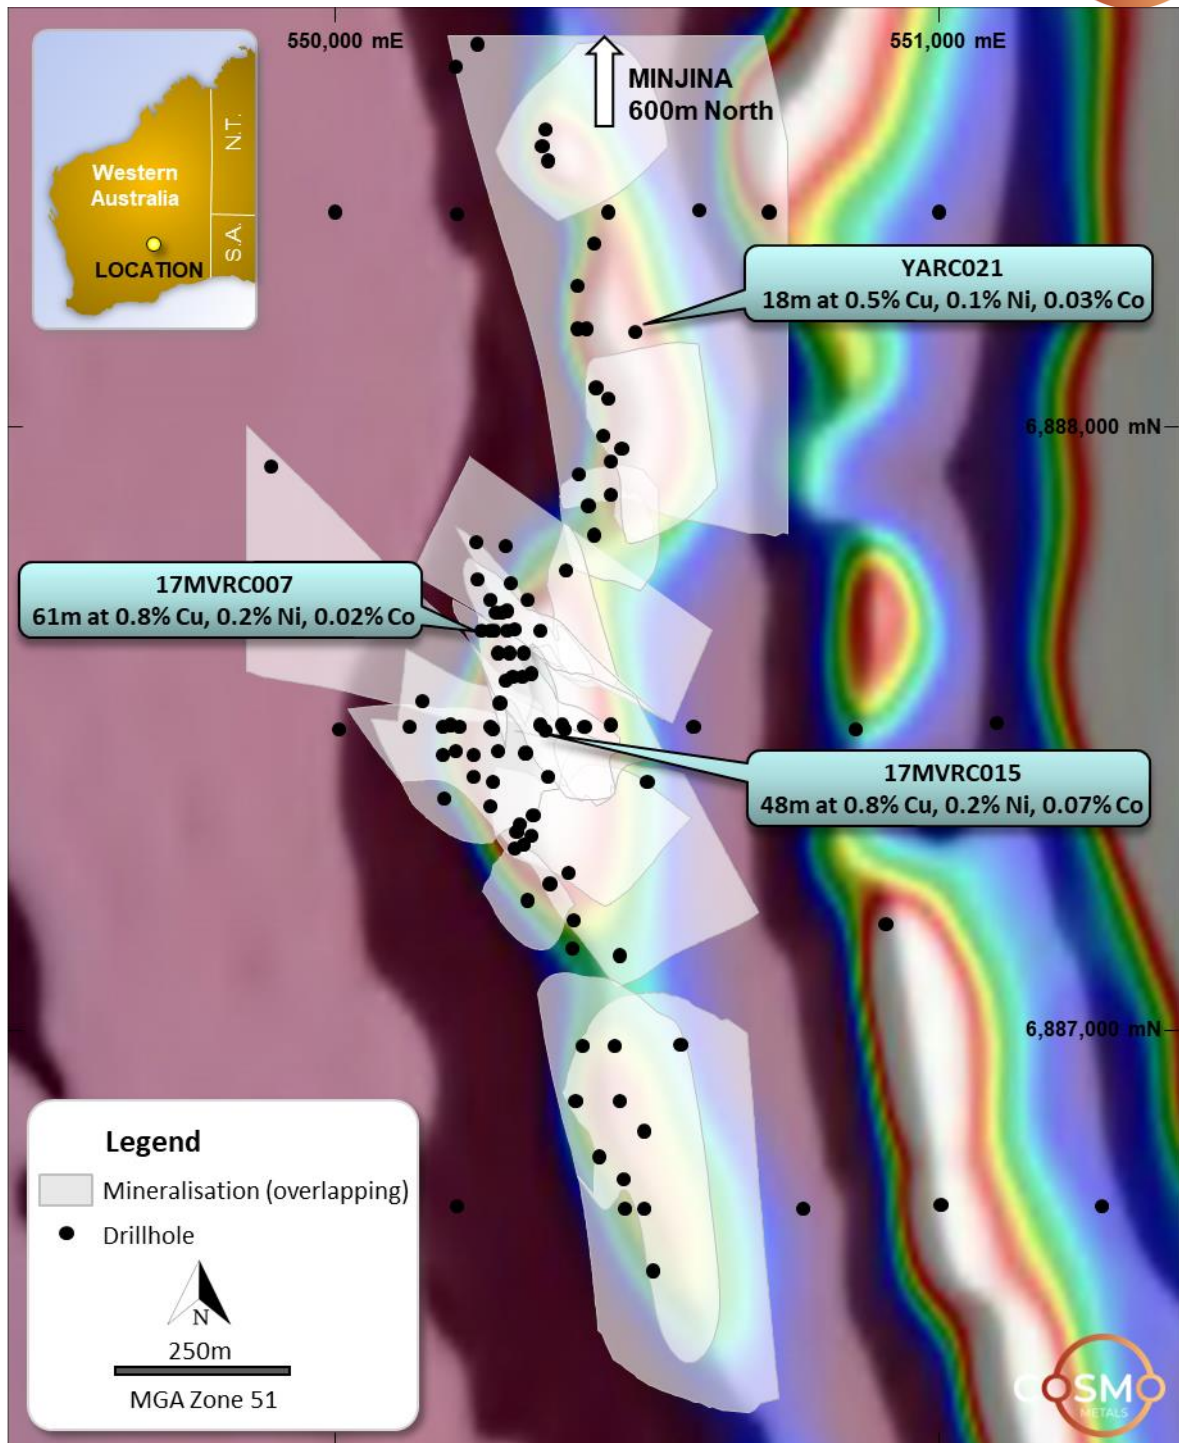 550,000 mE
551,000 mE
MINJINA
600m North
Western
Australia
N.T.
S.A.
LOCATION
YARC021
18m at 0.5% Cu, 0.1% Ni, 0.03% Co
6,888,000 mN
17MVRC007
61m at 0.8% Cu, 0.2% Ni, 0.02% Co
17MVRC015
48m at 0.8% Cu, 0.2% Ni, 0.07% Co
6,887,000 mN
Legend
Mineralisation (overlapping)
Drillhole
N
250m
MGA Zone 51
COSMO
METALS